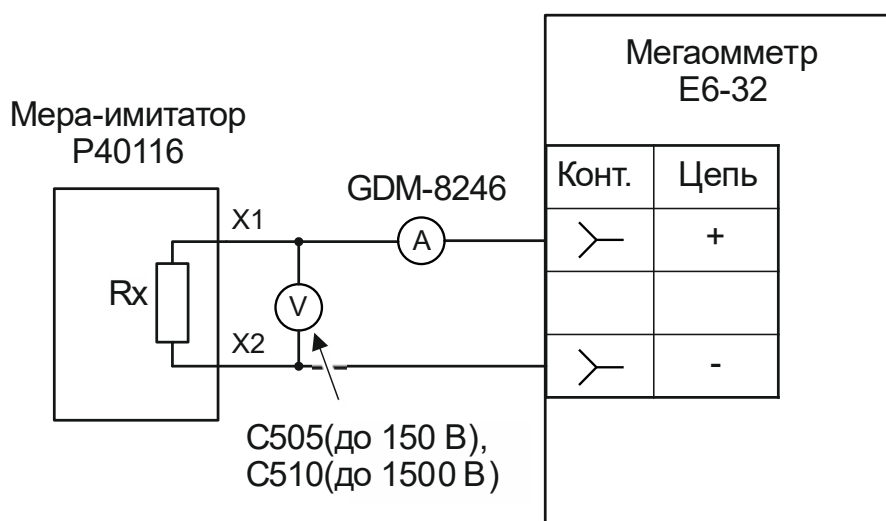 Мегаомметр
Е6-32
Мера-имитатор
Р40116
GDM-8246
Конт.
Цепь
X1
A
+
Rx
V
X2
-
С505(до 150 В),
С510(до 1500 В)